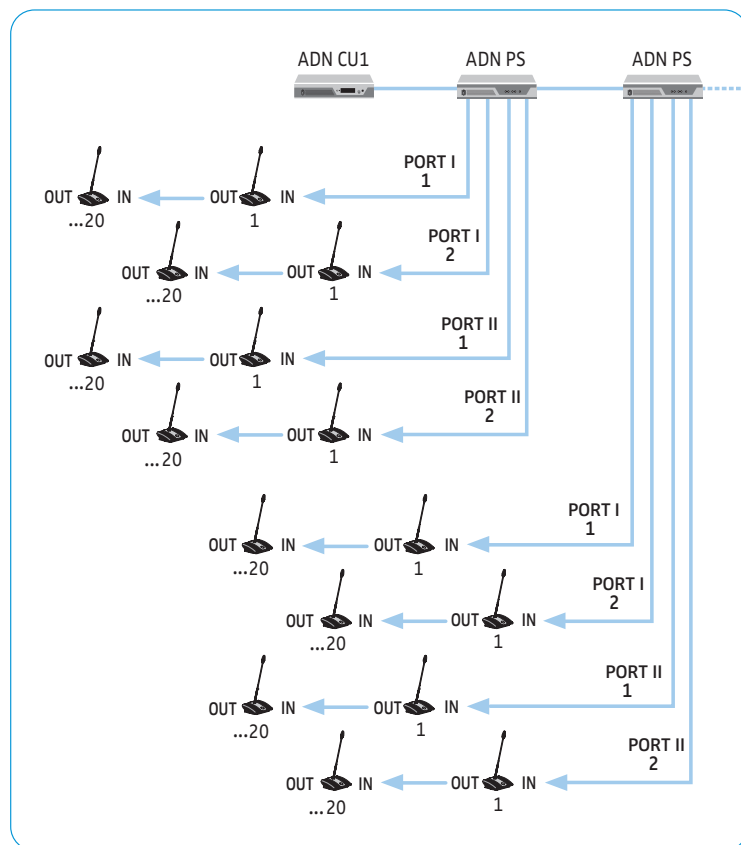 ADN CU1 ADN PS ADN PS
PORT I
1
OUT IN OUT IN
...20 1
PORT I
2
OUT IN OUT IN
...20 1
PORT II
1
OUT IN OUT IN
...20 1
PORT II
2
OUT IN OUT IN
...20 1
PORT I
1
OUT IN OUT IN
...20 1
PORT I
2
OUT IN OUT IN
...20 1
PORT II
1
OUT IN OUT IN
...20 1
PORT II
2
OUT IN OUT IN
...20 1